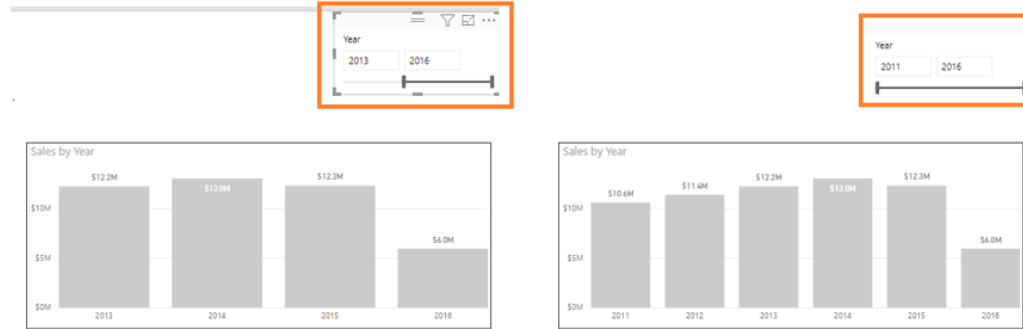 Year
2013 2016
Year
2011 2016
Sales by Year
$12.2M
$13.0M
$12.3M
$6.0M
$10M
$5M
$0M
2013 2014 2015 2016
Sales by Year
$10.6M
$11.4M
$12.2M
$13.0M
$12.3M
$6.0M
$10M
$5M
$0M
2011 2012 2013 2014 2015 2016